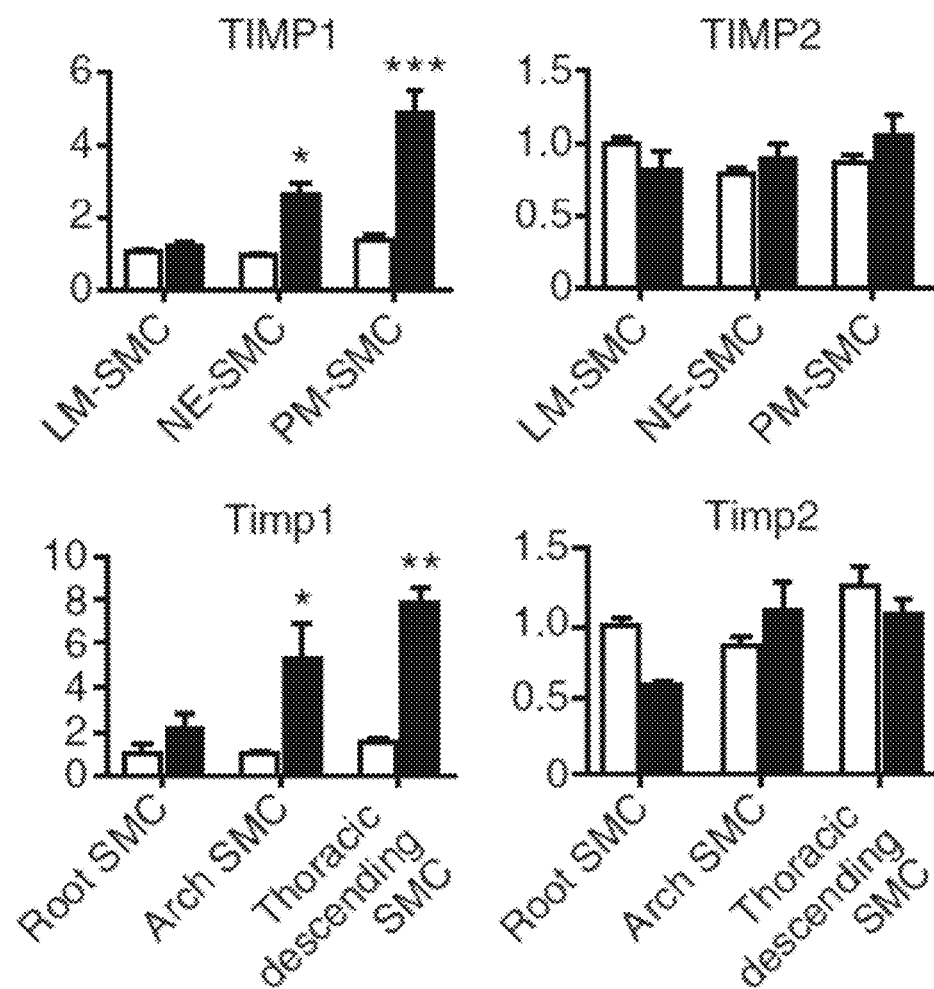 TIMP1
6
4
2
0
*
***
LM-SMC
NE-SMC
PM-SMC
TIMP2
1.5
1.0
0.5
0
LM-SMC
NE-SMC
PM-SMC
Timp1
10
8
6
4
2
0
*
**
Root SMC
Arch SMC
Thoracic
descending
SMC
Timp2
1.5
1.0
0.5
0
Root SMC
Arch SMC
Thoracic
descending
SMC